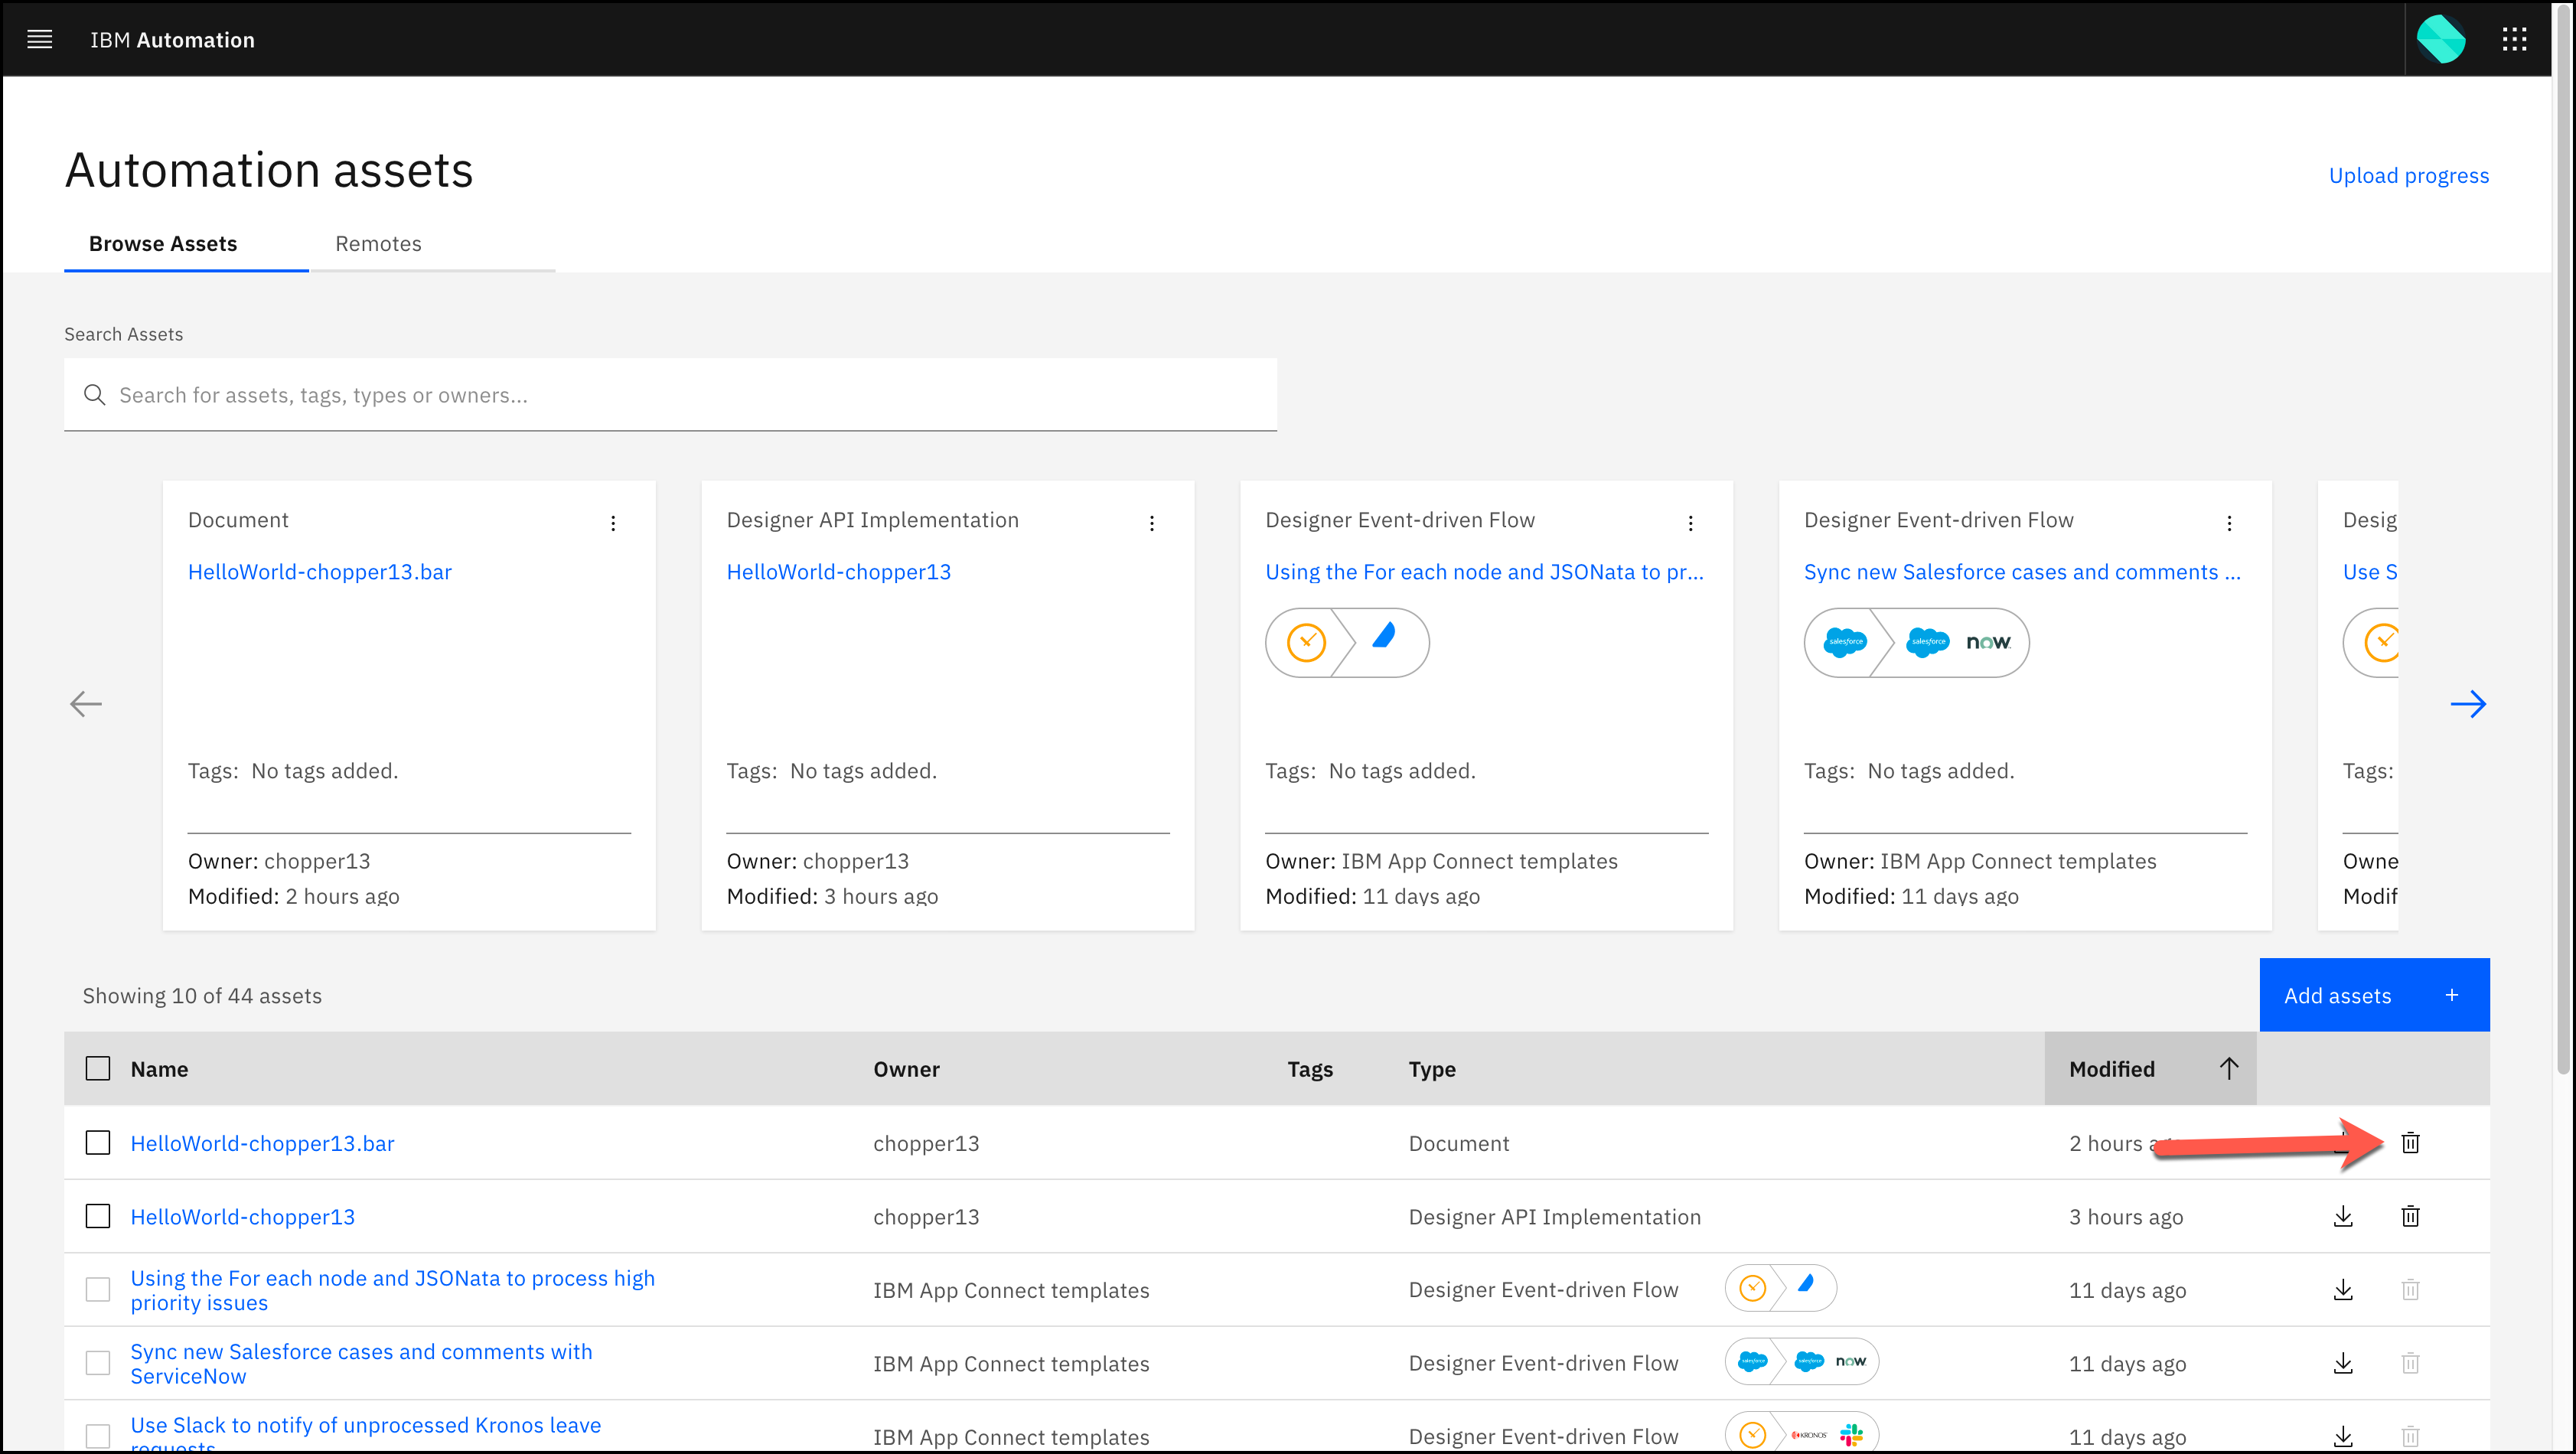 IBM Automation
Automation assets
Upload progress
Browse Assets
Remotes
Search Assets
Search for assets, tags, types or owners...
Document
HelloWorld-chopper13.bar
Tags: No tags added.
Owner: chopper13
Modified: 2 hours ago
Designer API Implementation
HelloWorld-chopper13
Tags: No tags added.
Owner: chopper13
Modified: 3 hours ago
Designer Event-driven Flow
Using the For each node and JSONata to pr...
Tags: No tags added.
Owner: IBM App Connect templates
Modified: 11 days ago
Designer Event-driven Flow
Sync new Salesforce cases and comments ...
salesforce salesforce now
Tags: No tags added.
Owner: IBM App Connect templates
Modified: 11 days ago
Desig
Use S
Tags:
Owne
Modif
Showing 10 of 44 assets
Add assets +
Name Owner Tags Type Modified
HelloWorld-chopper13.bar chopper13 Document 2 hours
HelloWorld-chopper13 chopper13 Designer API Implementation 3 hours ago
Using the For each node and JSONata to process high
priority issues
IBM App Connect templates Designer Event-driven Flow 11 days ago
Sync new Salesforce cases and comments with
ServiceNow
IBM App Connect templates Designer Event-driven Flow salesforce salesforce now 11 days ago
Use Slack to notify of unprocessed Kronos leave
requests
IBM App Connect templates Designer Event-driven Flow KRONOS 11 days ago